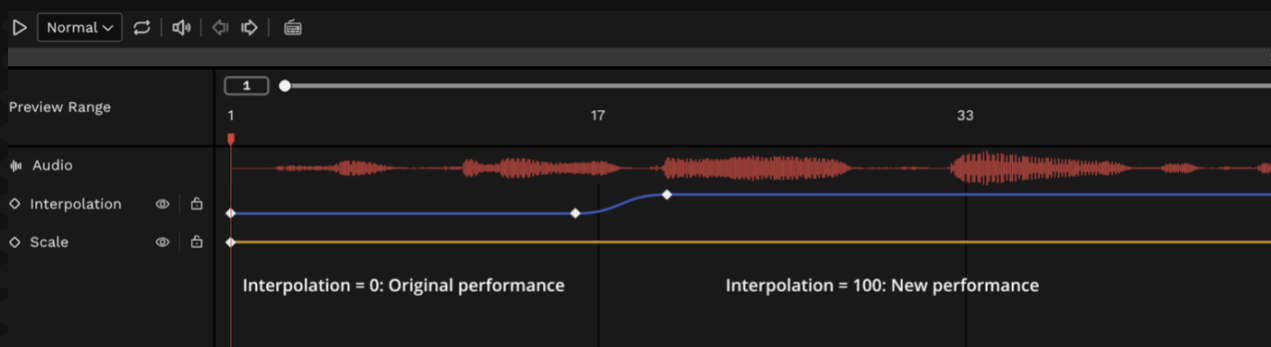 Normal
1
Preview Range
1 17 33
Audio
Interpolation
Scale
Interpolation = 0: Original performance
Interpolation = 100: New performance